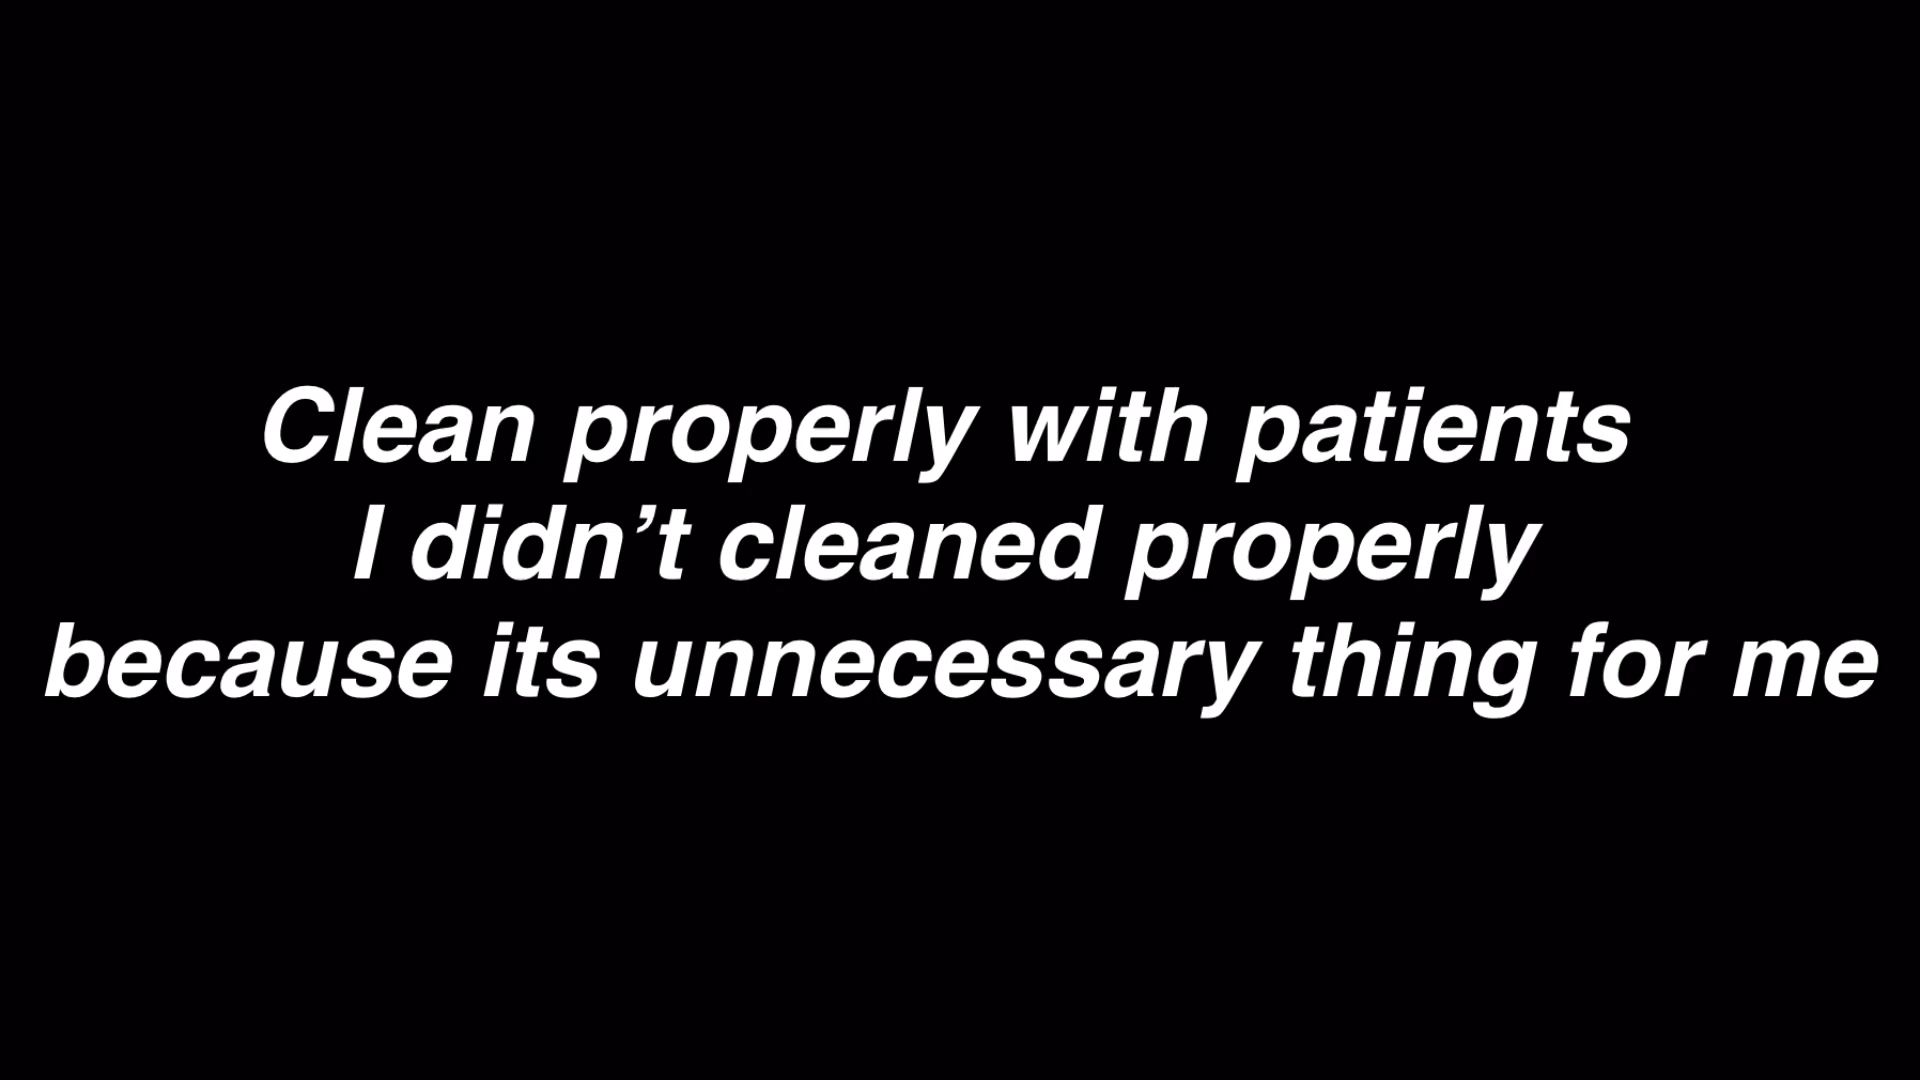 Clean properly with patients
I didn’t cleaned properly
because its unnecessary thing for me